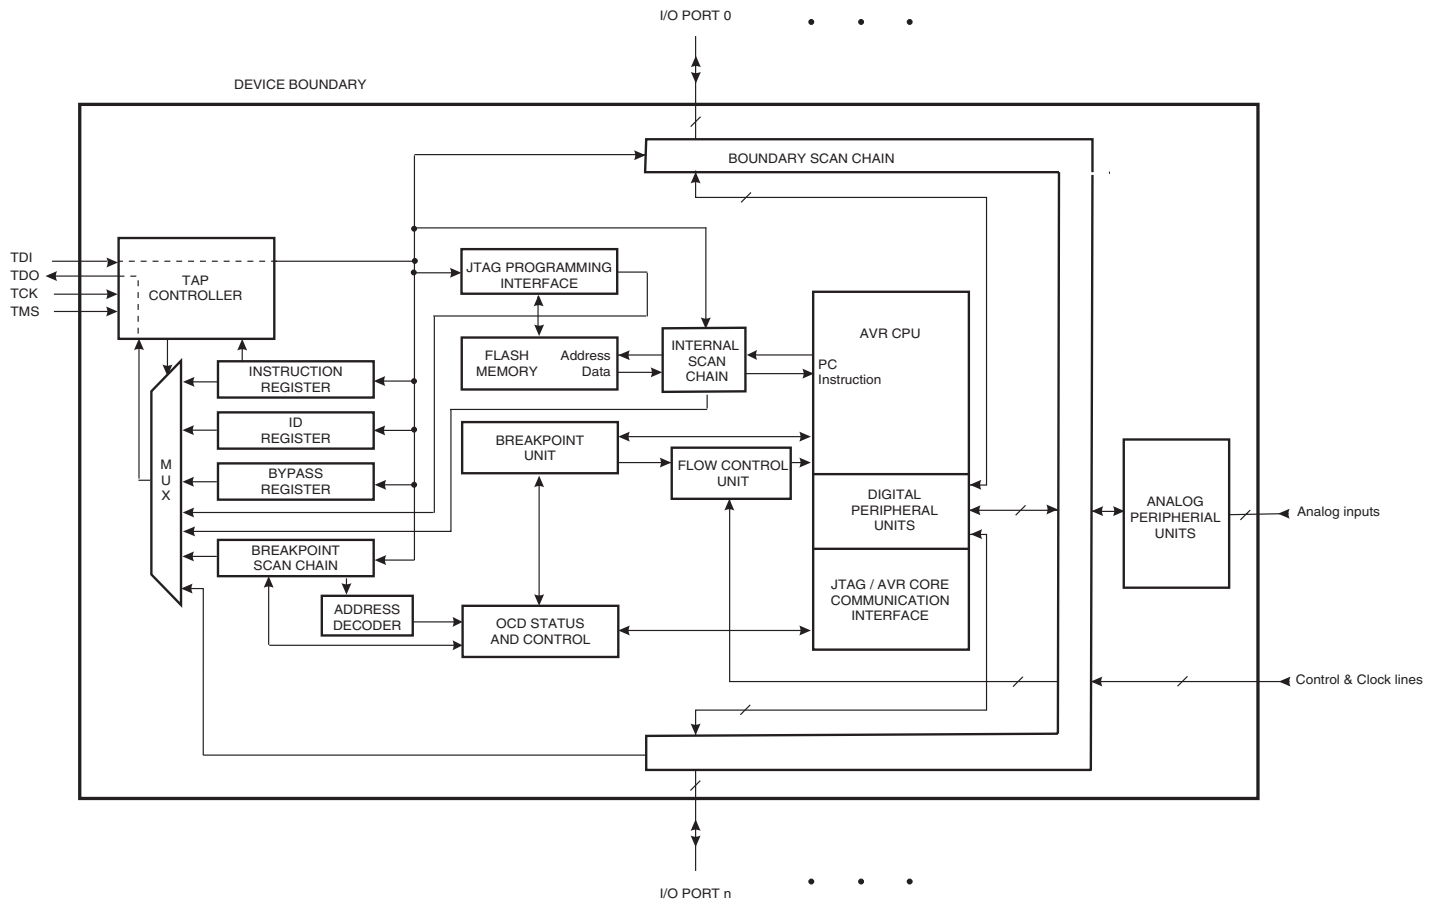 I/O PORT 0
DEVICE BOUNDARY
BOUNDARY SCAN CHAIN
TDI
TDO
TCK
TMS
TAP
CONTROLLER
JTAG PROGRAMMING
INTERFACE
AVR CPU
FLASH
MEMORY
Address
Data
INTERNAL
SCAN
CHAIN
PC
Instruction
INSTRUCTION
REGISTER
ID
REGISTER
M
U
X
BREAKPOINT
UNIT
FLOW CONTROL
UNIT
BYPASS
REGISTER
DIGITAL
PERIPHERAL
UNITS
ANALOG
PERIPHERIAL
UNITS
Analog inputs
BREAKPOINT
SCAN CHAIN
ADDRESS
DECODER
OCD STATUS
AND CONTROL
JTAG / AVR CORE
COMMUNICATION
INTERFACE
Control & Clock lines
I/O PORT n